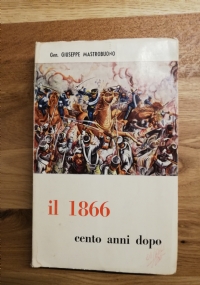 Gen. GIUSEPPE MASTROBUONO
il 1866
cento anni dopo